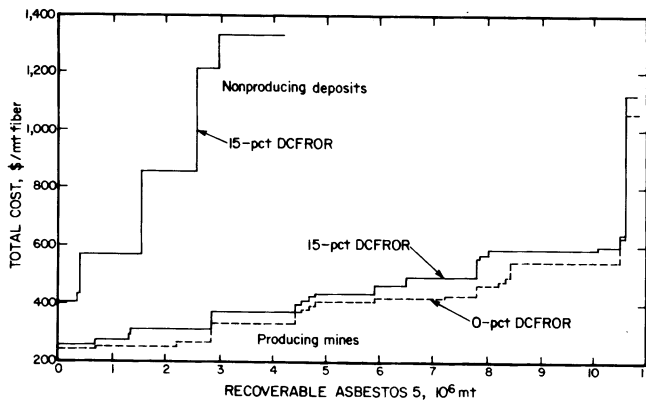 1,400
1,200
1,000
800
600
400
200
TOTAL COST, $/mt fiber
Nonproducing deposits
15-pct DCFROR
15-pct DCFROR
0-pct DCFROR
Producing mines
0 1 2 3 4 5 6 7 8 9 10 1
RECOVERABLE ASBESTOS 5, 10⁶ mt